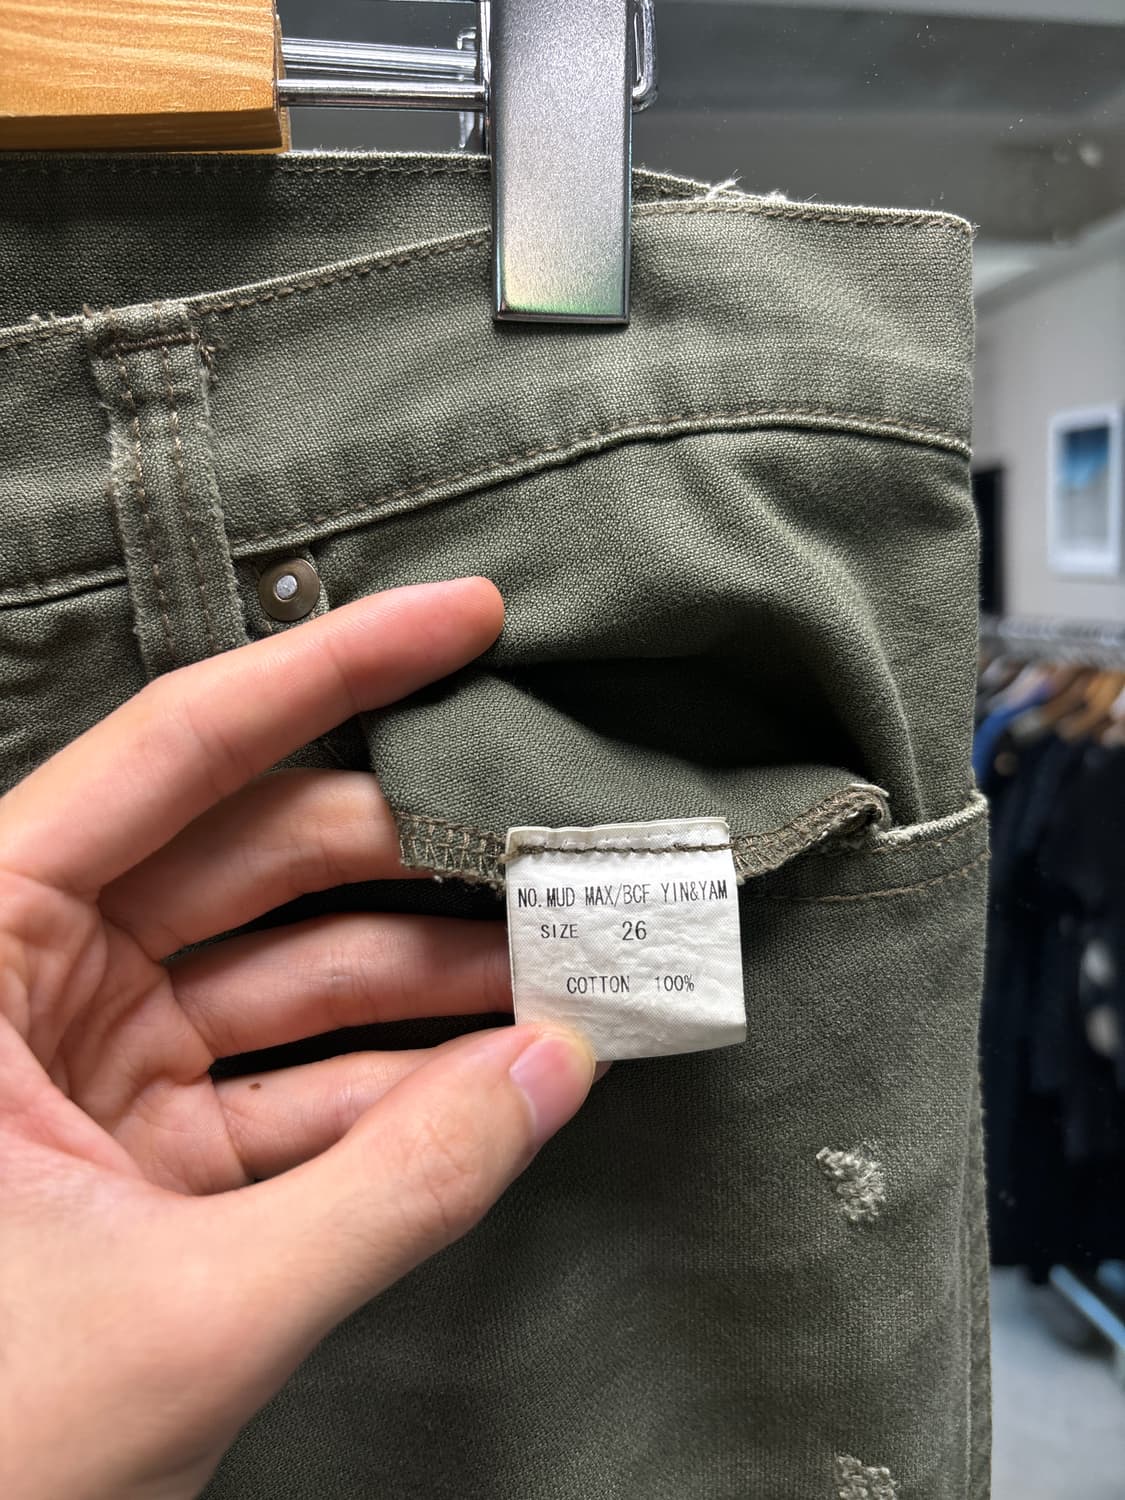 NO. MUD MAX/BCF YIN&YAM
SIZE 26
COTTON 100%